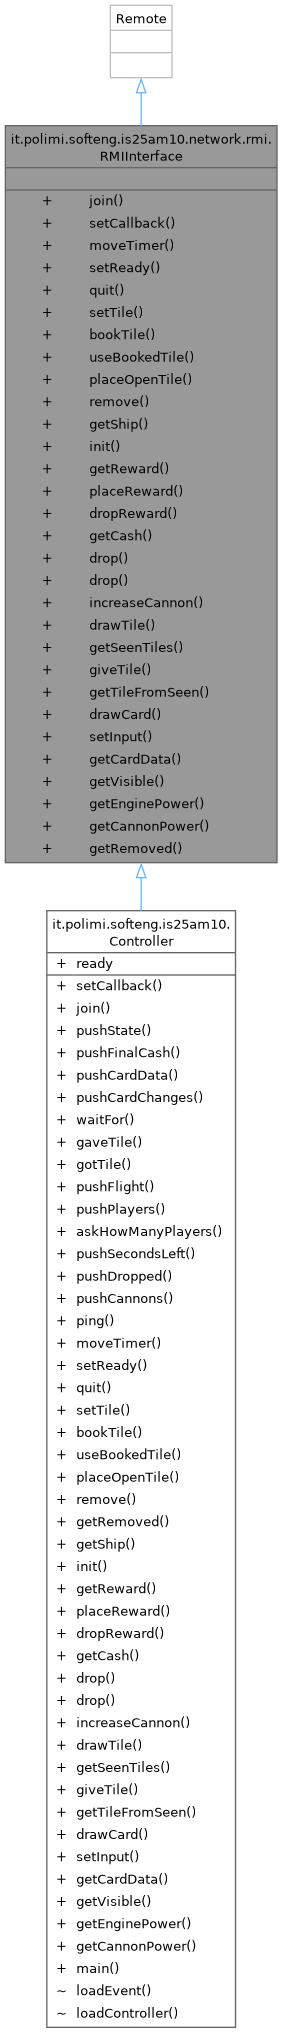 Remote
it.polimi.softeng.is25am10.network.rmi.
RMIInterface
+ join()
+ setCallback()
+ moveTimer()
+ setReady()
+ quit()
+ setTile()
+ bookTile()
+ useBookedTile()
+ placeOpenTile()
+ remove()
+ getShip()
+ init()
+ getReward()
+ placeReward()
+ dropReward()
+ getCash()
+ drop()
+ drop()
+ increaseCannon()
+ drawTile()
+ getSeenTiles()
+ giveTile()
+ getTileFromSeen()
+ drawCard()
+ setInput()
+ getCardData()
+ getVisible()
+ getEnginePower()
+ getCannonPower()
+ getRemoved()
it.polimi.softeng.is25am10.
Controller
+ ready
+ setCallback()
+ join()
+ pushState()
+ pushFinalCash()
+ pushCardData()
+ pushCardChanges()
+ waitFor()
+ gaveTile()
+ gotTile()
+ pushFlight()
+ pushPlayers()
+ askHowManyPlayers()
+ pushSecondsLeft()
+ pushDropped()
+ pushCannons()
+ ping()
+ moveTimer()
+ setReady()
+ quit()
+ setTile()
+ bookTile()
+ useBookedTile()
+ placeOpenTile()
+ remove()
+ getRemoved()
+ getShip()
+ init()
+ getReward()
+ placeReward()
+ dropReward()
+ getCash()
+ drop()
+ drop()
+ increaseCannon()
+ drawTile()
+ getSeenTiles()
+ giveTile()
+ getTileFromSeen()
+ drawCard()
+ setInput()
+ getCardData()
+ getVisible()
+ getEnginePower()
+ getCannonPower()
+ main()
~ loadEvent()
~ loadController()